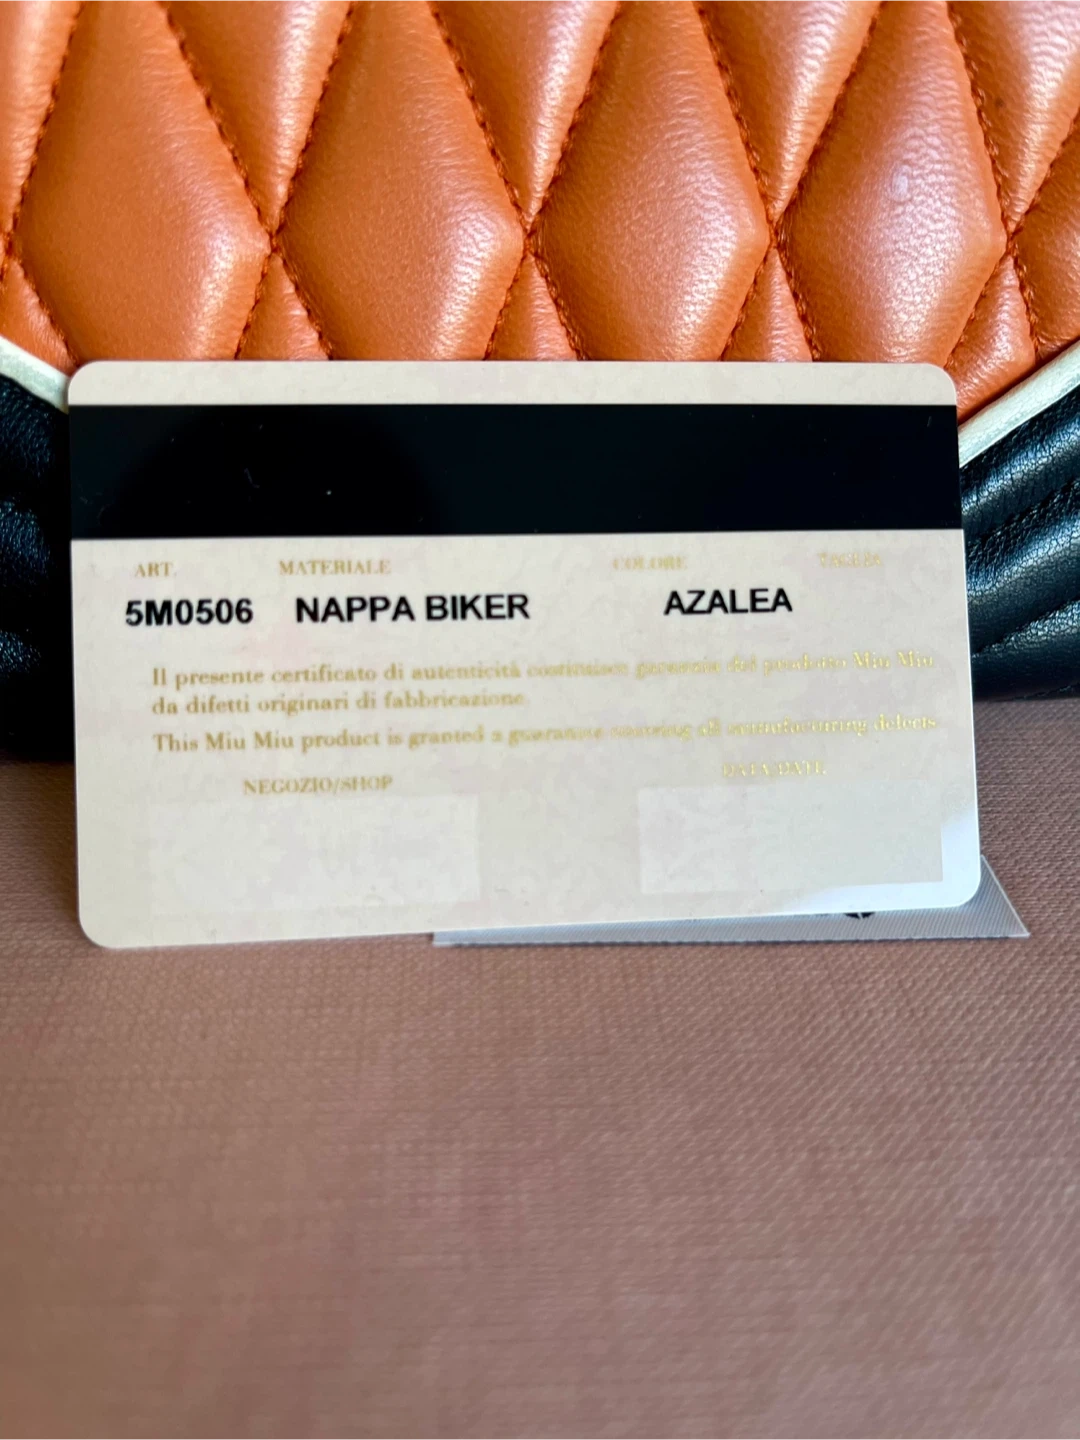 ART. MATERIALE COLORE TAGLIA
5M0506 NAPPA BIKER AZALEA
Il presente certificato di autenticità costituisce garanzia del prodotto Miu Miu
da difetti originari di fabbricazione
This Miu Miu product is granted a guarantee covering all manufacturing defects
NEGOZIO/SHOP DATA/DATE